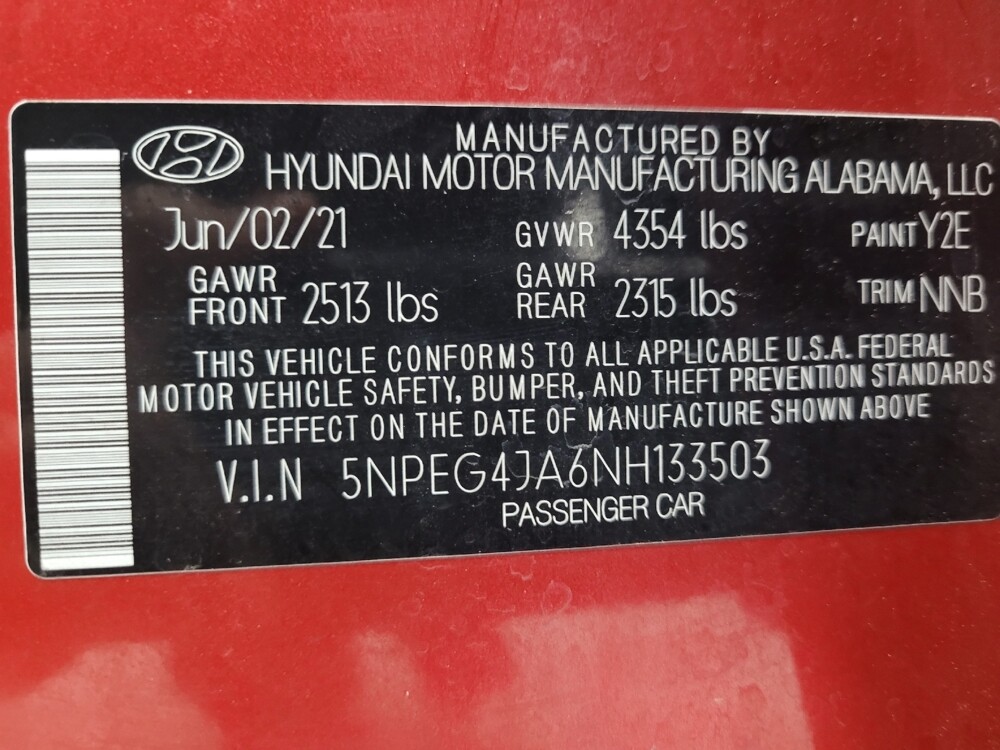 MANUFACTURED BY
HYUNDAI MOTOR MANUFACTURING ALABAMA, LLC
Jun/02/21 GVWR 4354 lbs PAINT Y2E
GAWR FRONT 2513 lbs GAWR REAR 2315 lbs TRIM NNB
THIS VEHICLE CONFORMS TO ALL APPLICABLE U.S.A. FEDERAL
MOTOR VEHICLE SAFETY, BUMPER, AND THEFT PREVENTION STANDARDS
IN EFFECT ON THE DATE OF MANUFACTURE SHOWN ABOVE
V.I.N 5NPEG4JA6NH133503
PASSENGER CAR